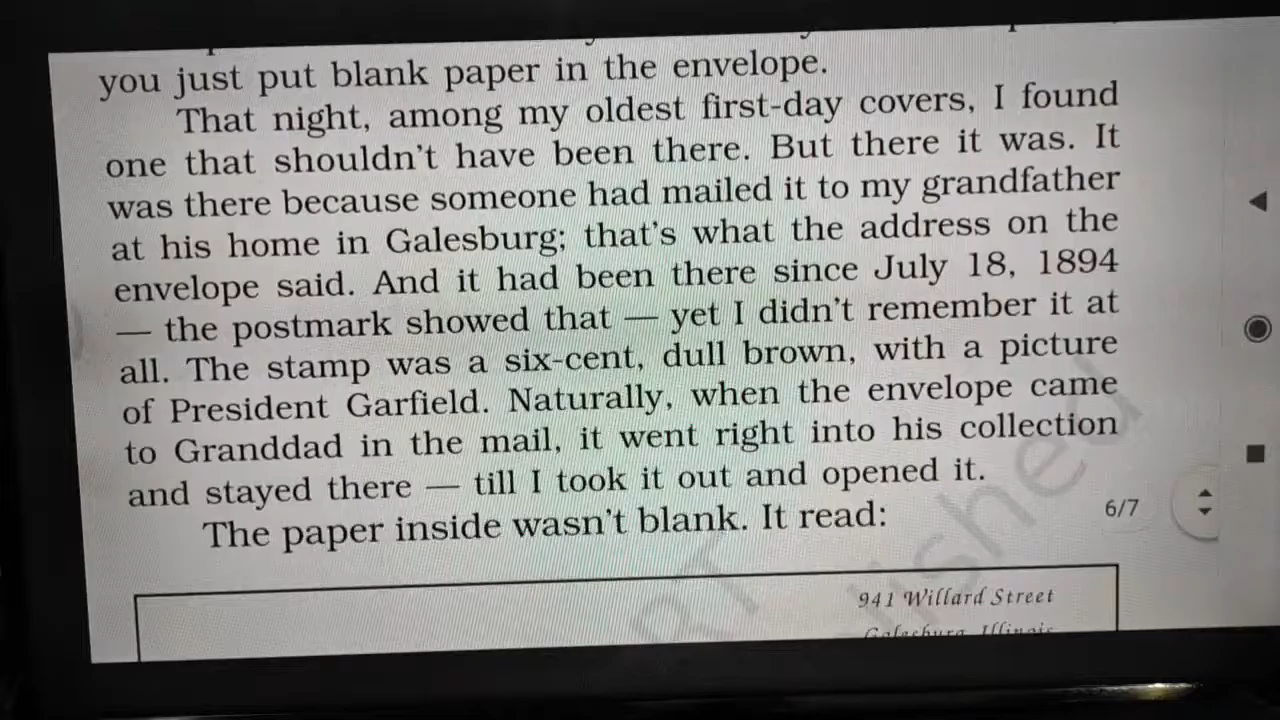 you just put blank paper in the envelope.
That night, among my oldest first-day covers, I found
one that shouldn't have been there. But there it was. It
was there because someone had mailed it to my grandfather
at his home in Galesburg; that's what the address on the
envelope said. And it had been there since July 18, 1894
— the postmark showed that — yet I didn't remember it at
all. The stamp was a six-cent, dull brown, with a picture
of President Garfield. Naturally, when the envelope came
to Granddad in the mail, it went right into his collection
and stayed there — till I took it out and opened it.
The paper inside wasn't blank. It read:
6/7
941 Willard Street
Galesburg, Illinois